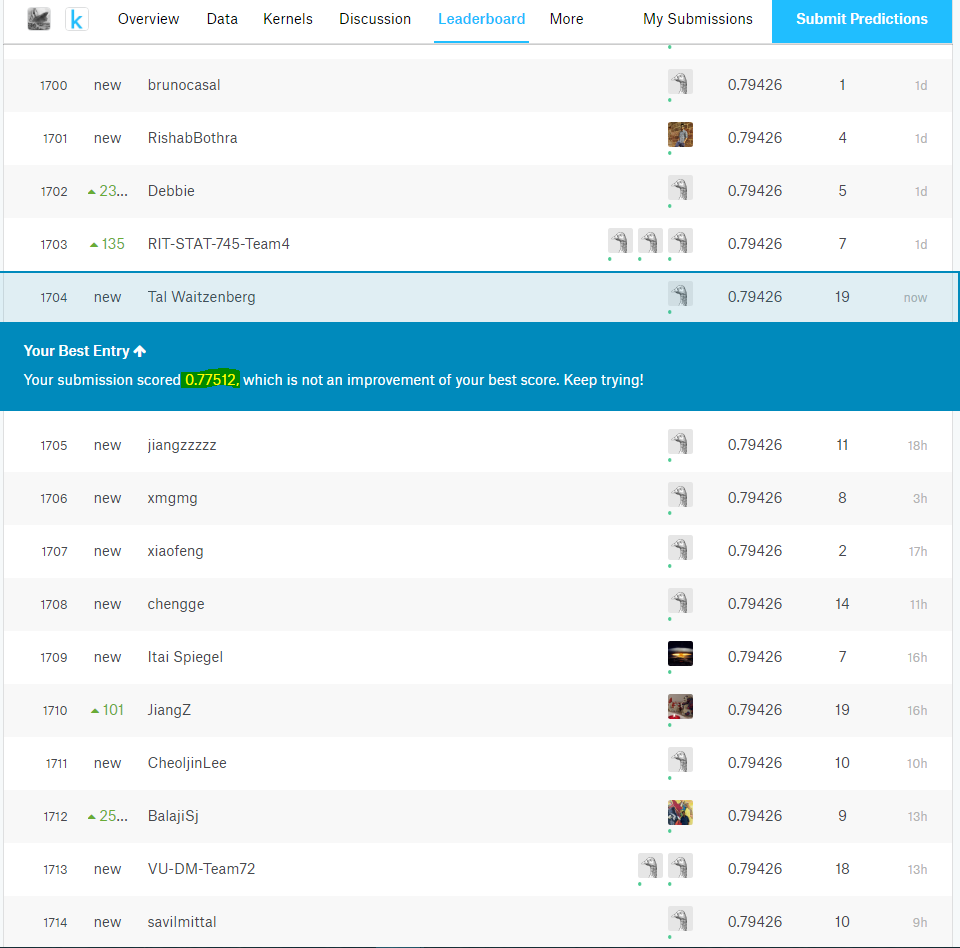 k Overview Data Kernels Discussion Leaderboard More My Submissions Submit Predictions
1700 new brunocasal 0.79426 1 1d
1701 new RishabBothra 0.79426 4 1d
1702 23... Debbie 0.79426 5 1d
1703 135 RIT-STAT-745-Team4 0.79426 7 1d
1704 new Tal Waitzenberg 0.79426 19 now
Your Best Entry
Your submission scored 0.77512, which is not an improvement of your best score. Keep trying!
1705 new jiangzzzzz 0.79426 11 18h
1706 new xmgmg 0.79426 8 3h
1707 new xiaofeng 0.79426 2 17h
1708 new chengge 0.79426 14 11h
1709 new Itai Spiegel 0.79426 7 16h
1710 101 JiangZ 0.79426 19 16h
1711 new CheoljinLee 0.79426 10 10h
1712 25... BalajiSj 0.79426 9 13h
1713 new VU-DM-Team72 0.79426 18 13h
1714 new savilmittal 0.79426 10 9h